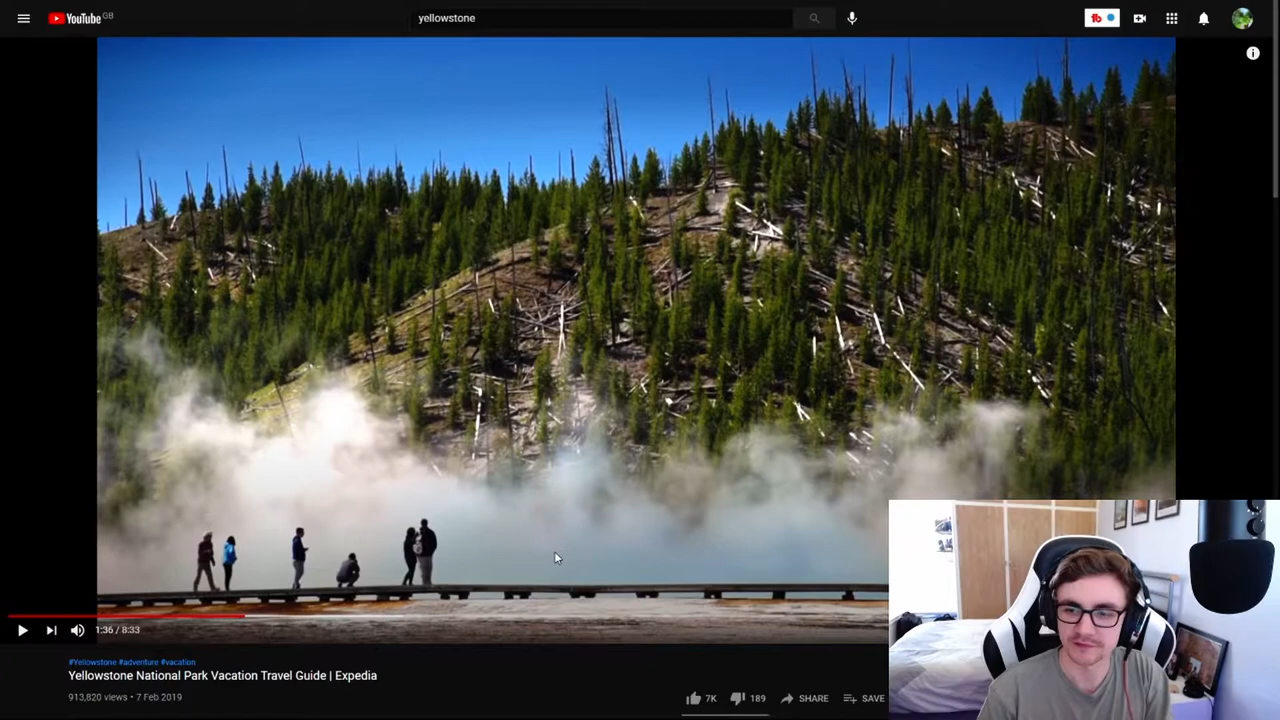 YouTube GB
yellowstone
1:36 / 8:33
#Yellowstone #adventure #vacation
Yellowstone National Park Vacation Travel Guide | Expedia
913,820 views • 7 Feb 2019
7K 189 SHARE SAVE